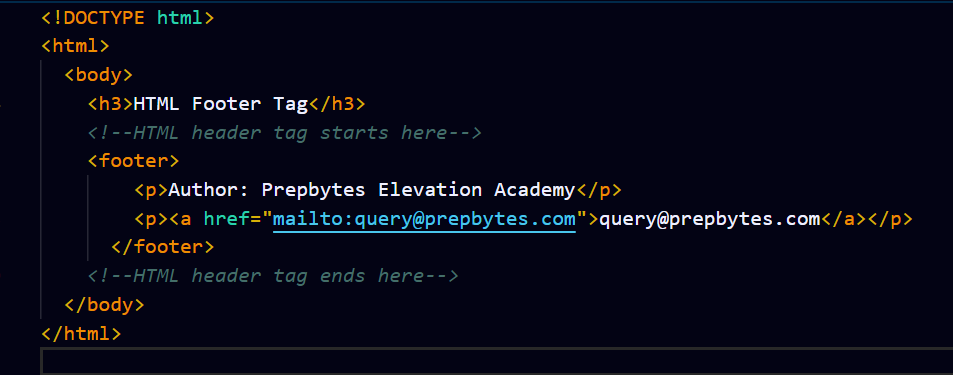 <!DOCTYPE html>
<html>
<body>
<h3>HTML Footer Tag</h3>
<!--HTML header tag starts here-->
<footer>
<p>Author: Prepbytes Elevation Academy</p>
<p><a href="mailto:query@prepbytes.com">query@prepbytes.com</a></p>
</footer>
<!--HTML header tag ends here-->
</body>
</html>